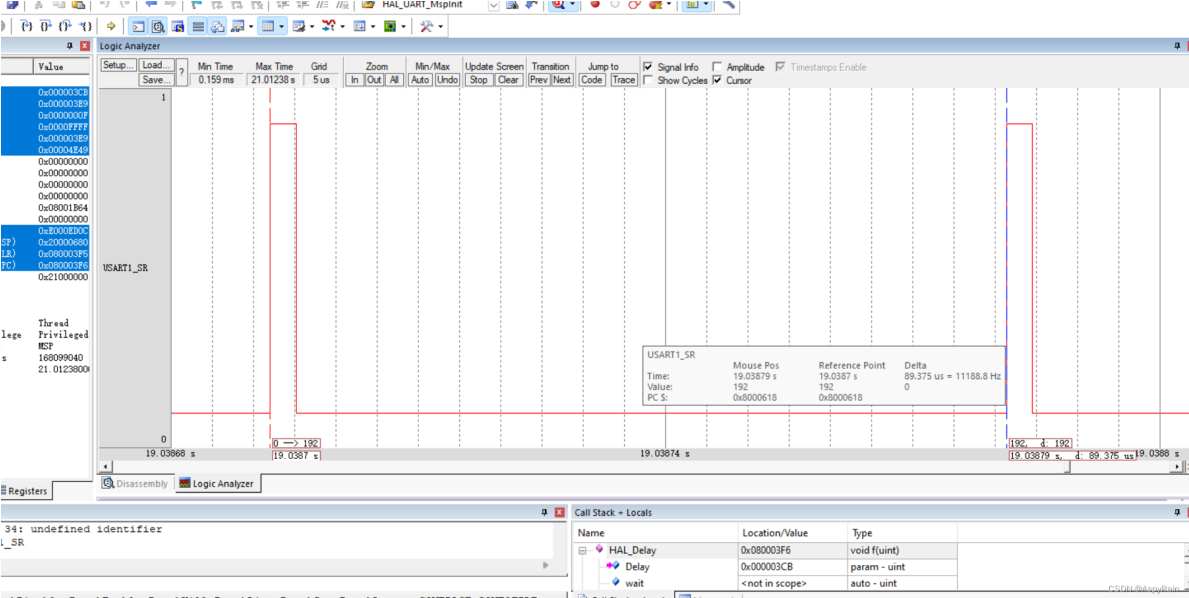 HAL_UART_MspInit
Logic Analyzer
Value
Setup... Load... ? Min Time Max Time Grid Zoom Min/Max Update Screen Transition Jump to Signal Info Amplitude Timestamps Enable
Save... 0.159 ms 21.01238 s 5 us In Out All Auto Undo Stop Clear Prev Next Code Trace Show Cycles Cursor
0x000003CB
0x000003E9
0x0000000F
0x0000FFFF
0x000003E9
0x00004E49
0x00000000
0x00000000
0x00000000
0x00000000
0x08001B64
0x00000000
0xE000ED0C
SP) 0x20000680
LR) 0x080003F5
PC) 0x080003F6
0x21000000
Thread
lege Privileged
MSP
s 168099040
21.01238000
1
USART1_SR
0
USART1_SR
Mouse Pos Reference Point Delta
Time: 19.03879 s 19.0387 s 89.375 us = 11188.8 Hz
Value: 192 192 0
PC $: 0x8000618 0x8000618
0 --> 192
192, d: 192
19.03868 s
19.0387 s
19.03874 s
19.03879 s, d: 89.375 us
19.0388 s
Registers
Disassembly Logic Analyzer
34: undefined identifier
_SR
Call Stack + Locals
Name Location/Value Type
HAL_Delay 0x080003F6 void f(uint)
Delay 0x000003CB param - uint
wait <not in scope> auto - uint
CSDN @AspyRain